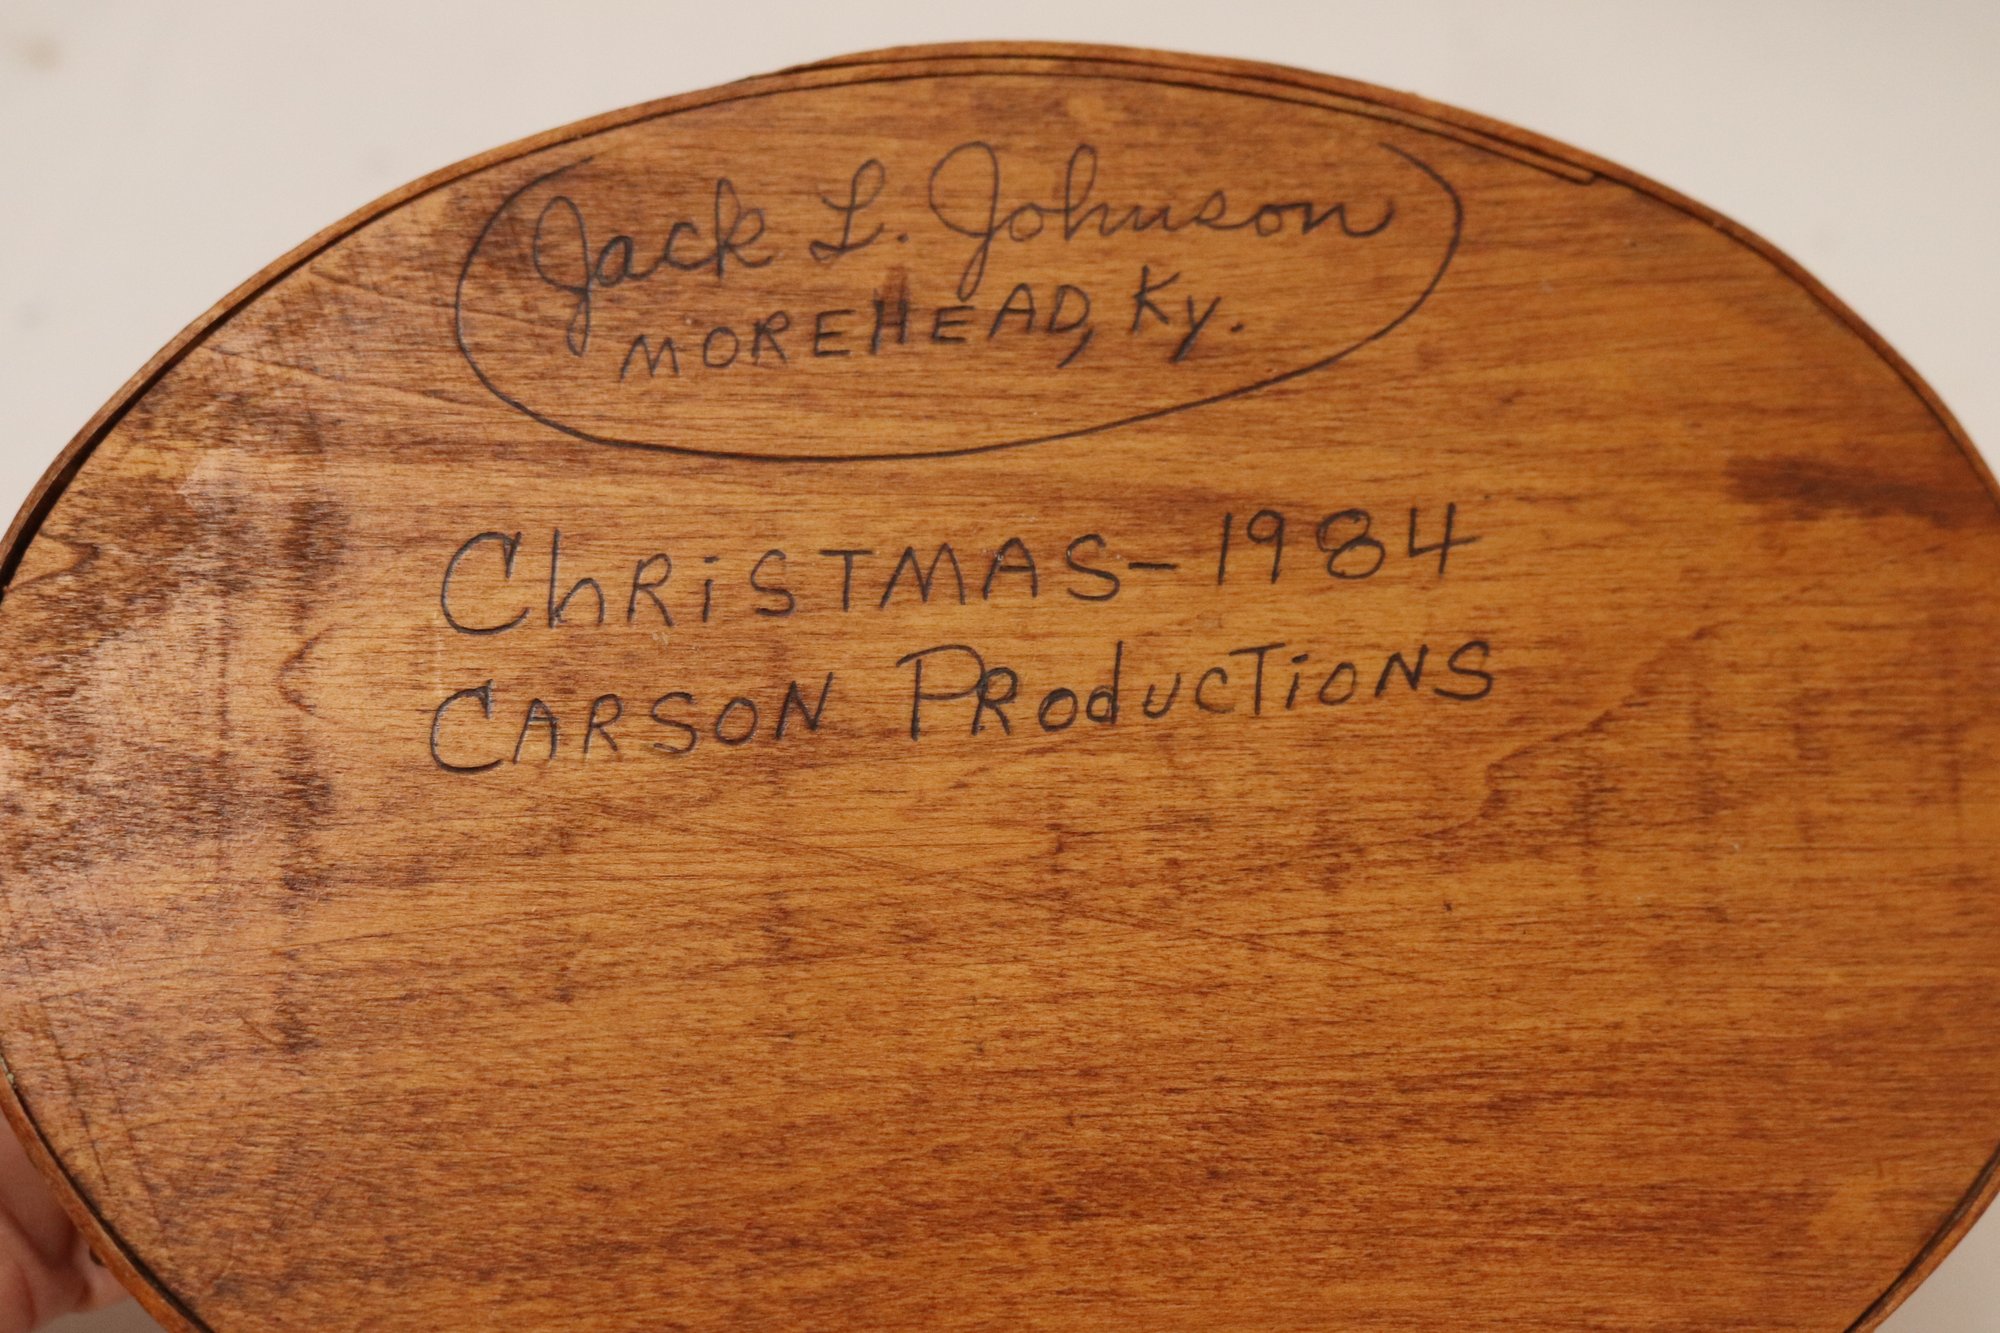 Jack L. Johnson
MOREHEAD, Ky.
ChRiSTMAS-1984
CARSON PRoducTiONS